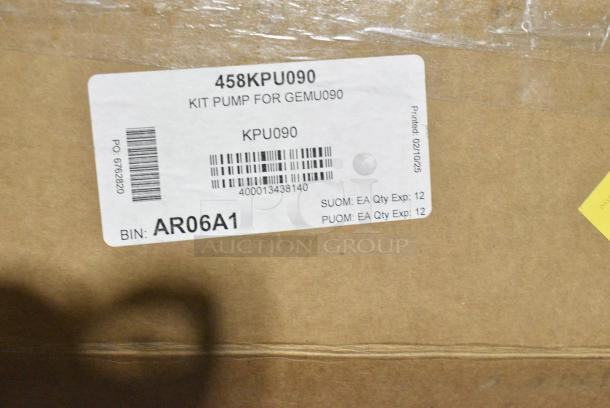 458KPU090
KIT PUMP FOR GEMU090
KPU090
400013438140
PO: 6762820
Printed: 02/10/25
SUOM: EA Qty Exp: 12
PUOM: EA Qty Exp: 12
BIN: AR06A1
PCI
AUCTION GROUP